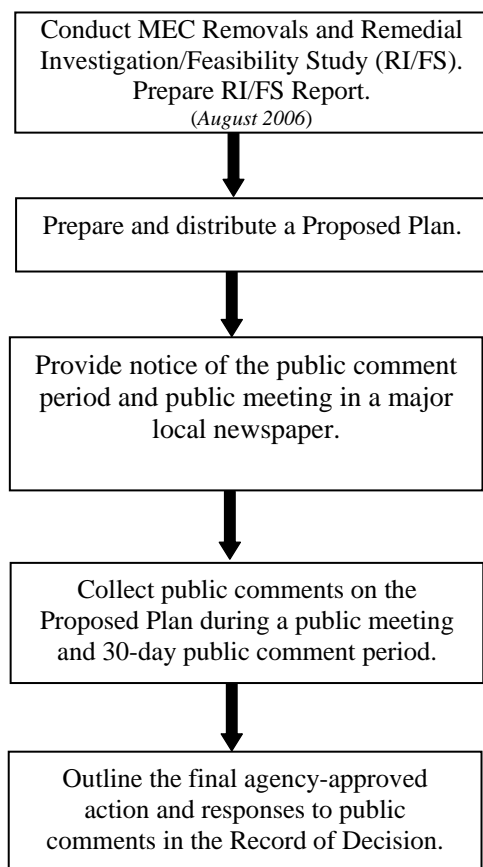 Conduct MEC Removals and Remedial
Investigation/Feasibility Study (RI/FS).
Prepare RI/FS Report.
(August 2006)
Prepare and distribute a Proposed Plan.
Provide notice of the public comment
period and public meeting in a major
local newspaper.
Collect public comments on the
Proposed Plan during a public meeting
and 30-day public comment period.
Outline the final agency-approved
action and responses to public
comments in the Record of Decision.